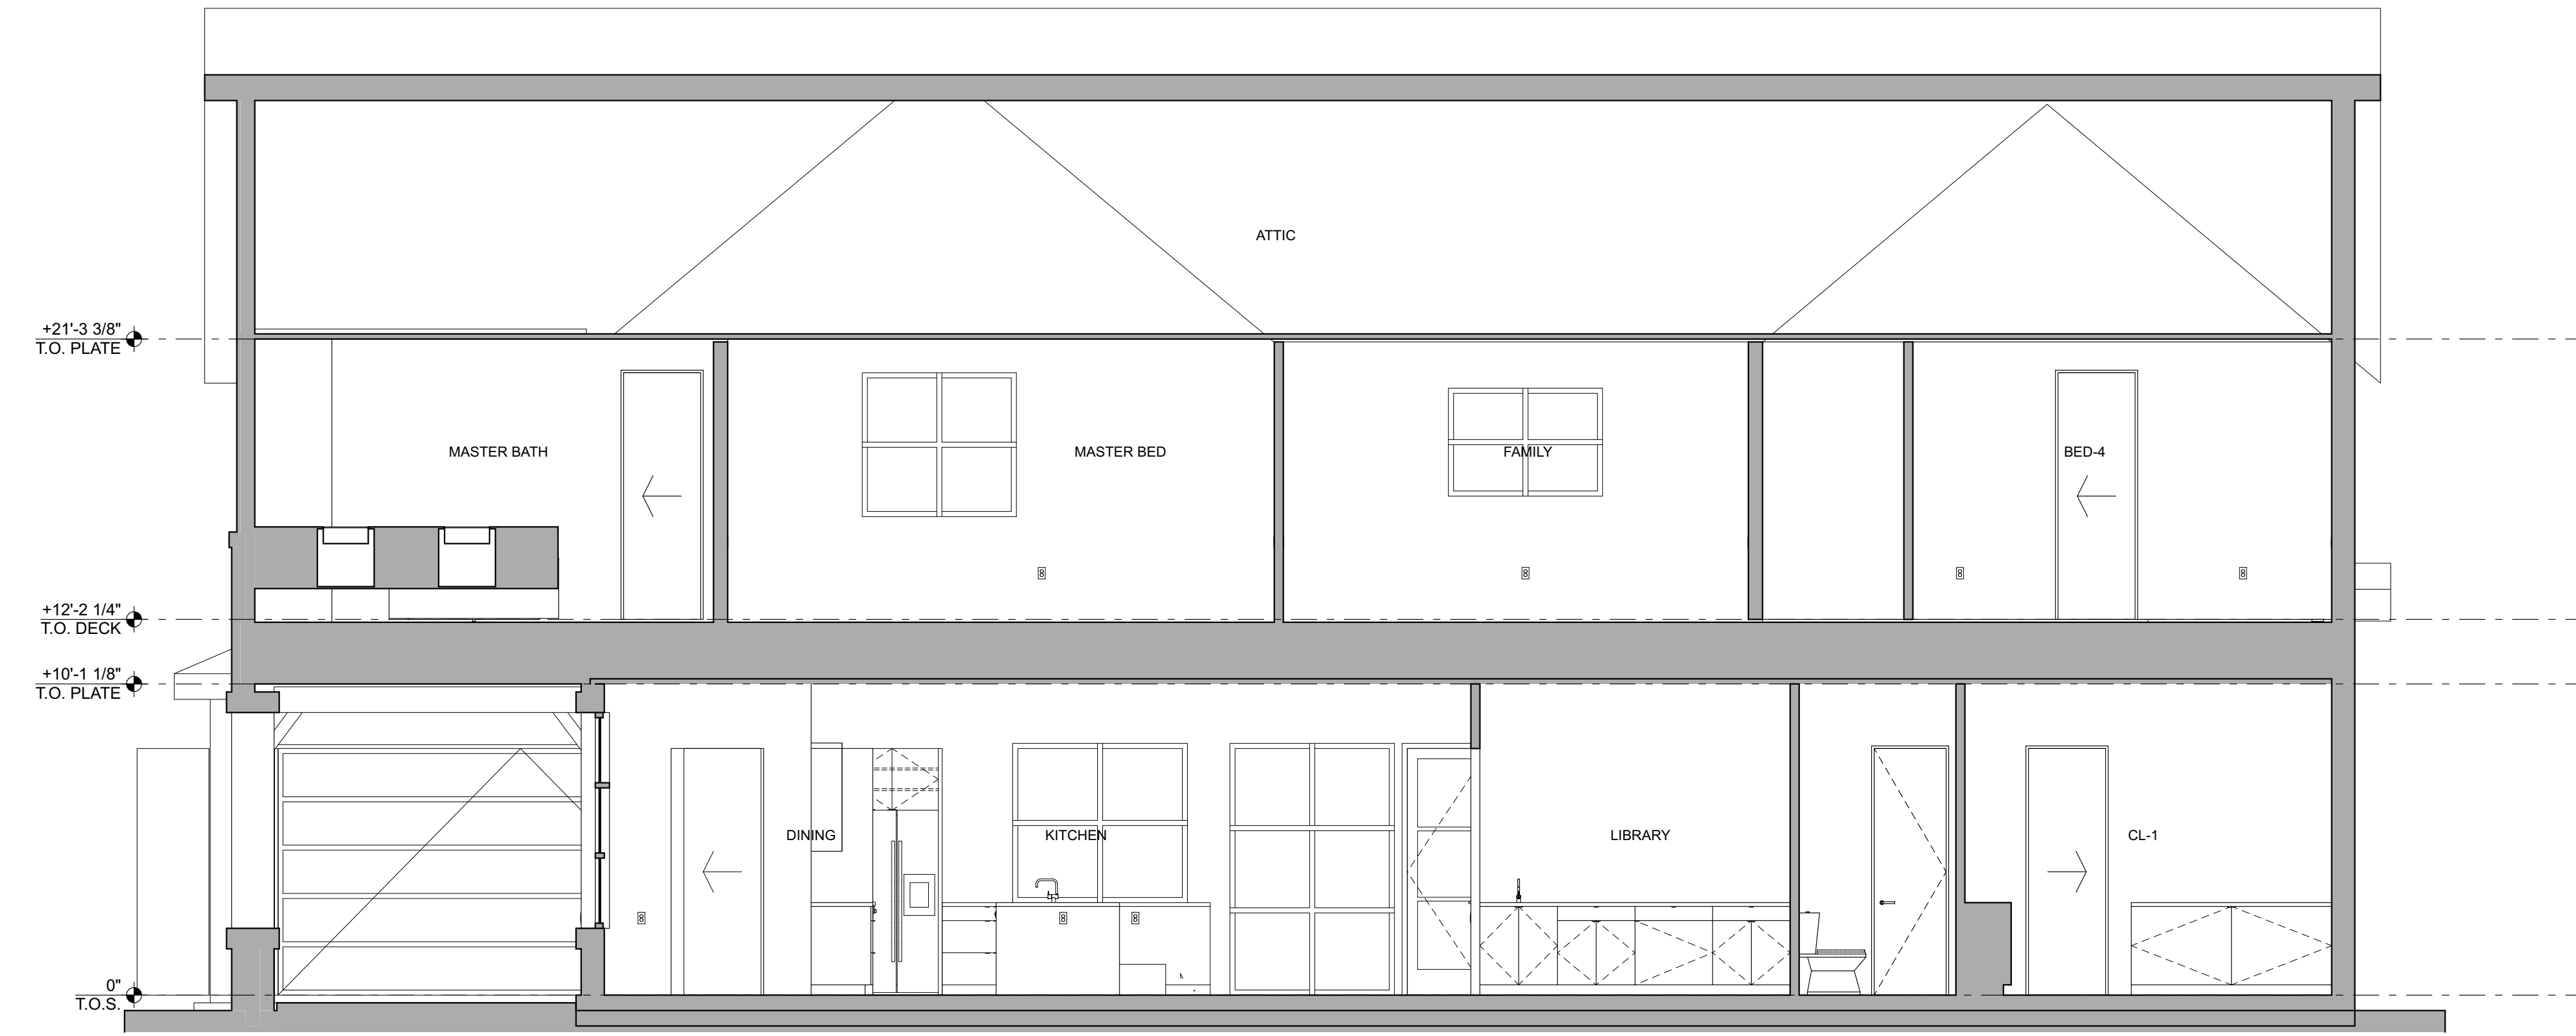 ATTIC
+21'-3 3/8"
T.O. PLATE
MASTER BATH
MASTER BED
FAMILY
BED-4
+12'-2 1/4"
T.O. DECK
+10'-1 1/8"
T.O. PLATE
DINING
KITCHEN
LIBRARY
CL-1
0"
T.O.S.